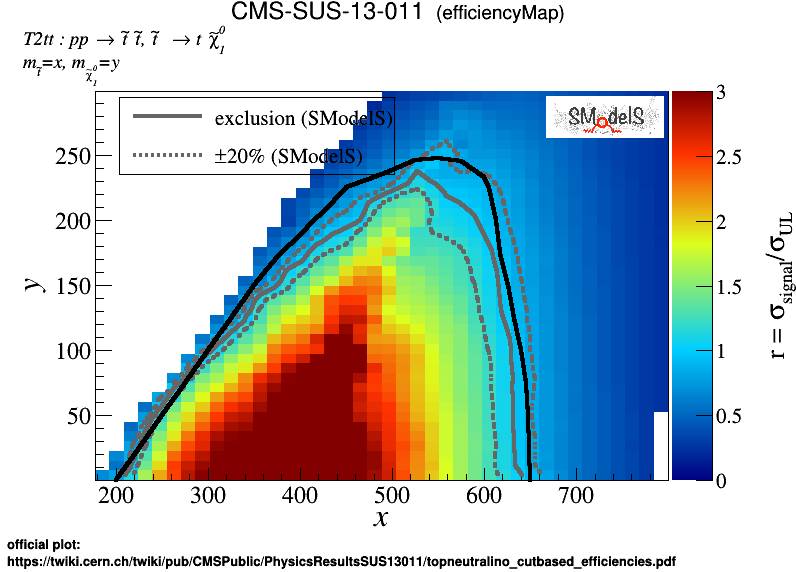 CMS-SUS-13-011 (efficiencyMap)
T2tt : pp → t̃ t̃, t̃ → t χ̃₁⁰
m_t̃=x, m_χ̃₁⁰=y
exclusion (SModelS)
±20% (SModelS)
SModelS
250
200
150
100
50
y
200 300 400 500 600 700
x
3
2.5
2
1.5
1
0.5
0
r = σ_signal/σ_UL
official plot:
https://twiki.cern.ch/twiki/pub/CMSPublic/PhysicsResultsSUS13011/topneutralino_cutbased_efficiencies.pdf